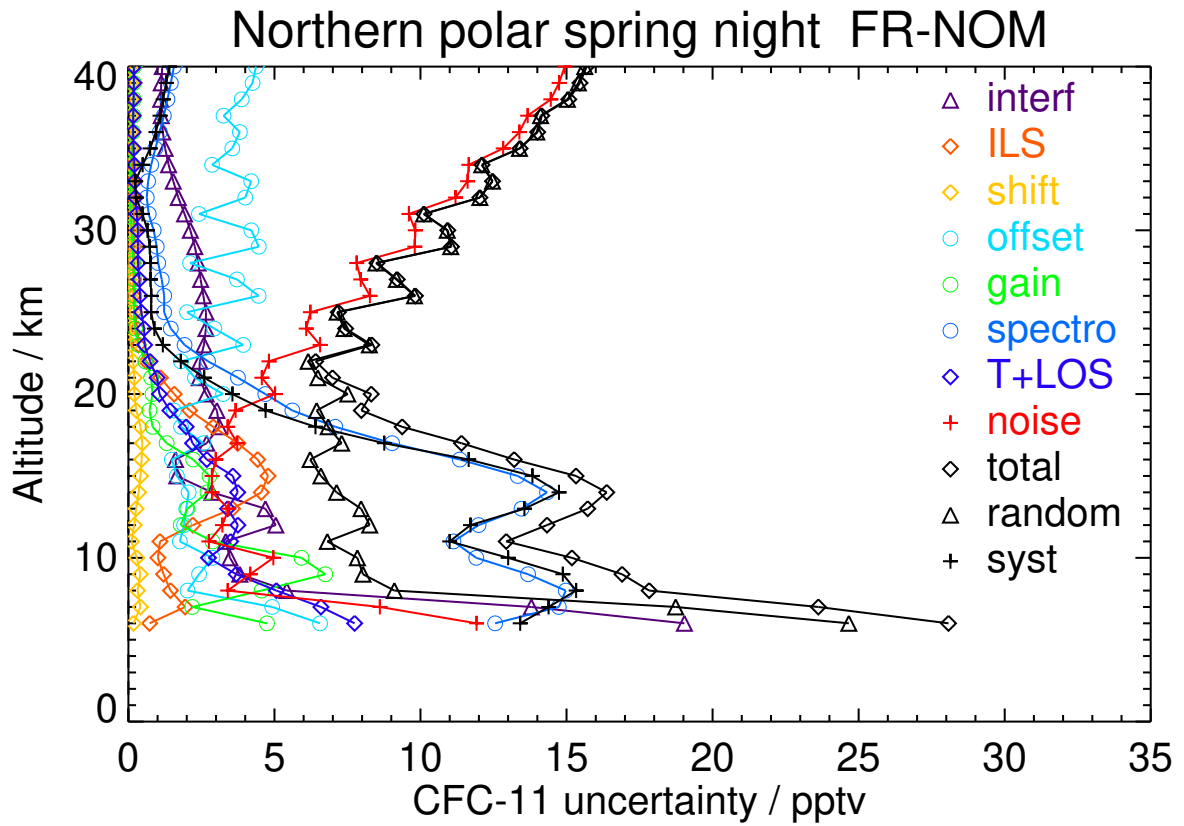 Northern polar spring night FR-NOM
40
30
20
10
0
Altitude / km
interf
ILS
shift
offset
gain
spectro
T+LOS
noise
total
random
syst
0 5 10 15 20 25 30 35
CFC-11 uncertainty / pptv